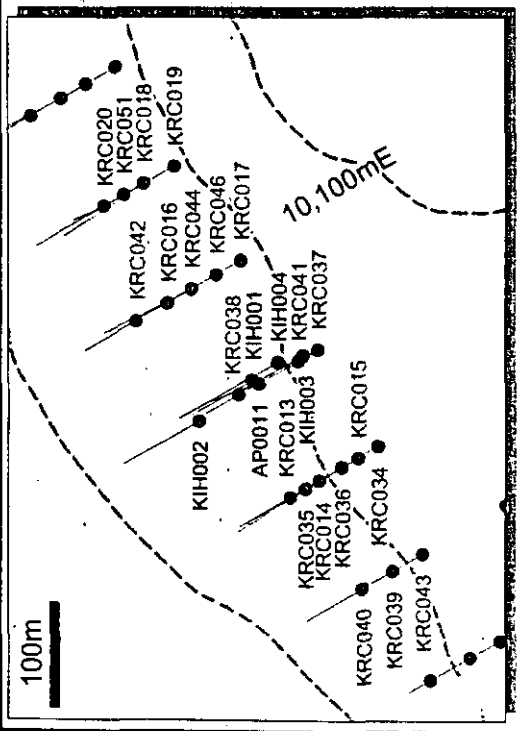 KRC020
KRC051
KRC018
KRC019
KRC042
KRC016
KRC044
KRC046
KRC017
10,100mE
KRC038
KIH001
KIH004
KRC041
KRC037
KIH002
AP0011
KRC013
KIH003
KRC015
KRC035
KRC014
KRC036
KRC034
KRC040
KRC039
KRC043
100m